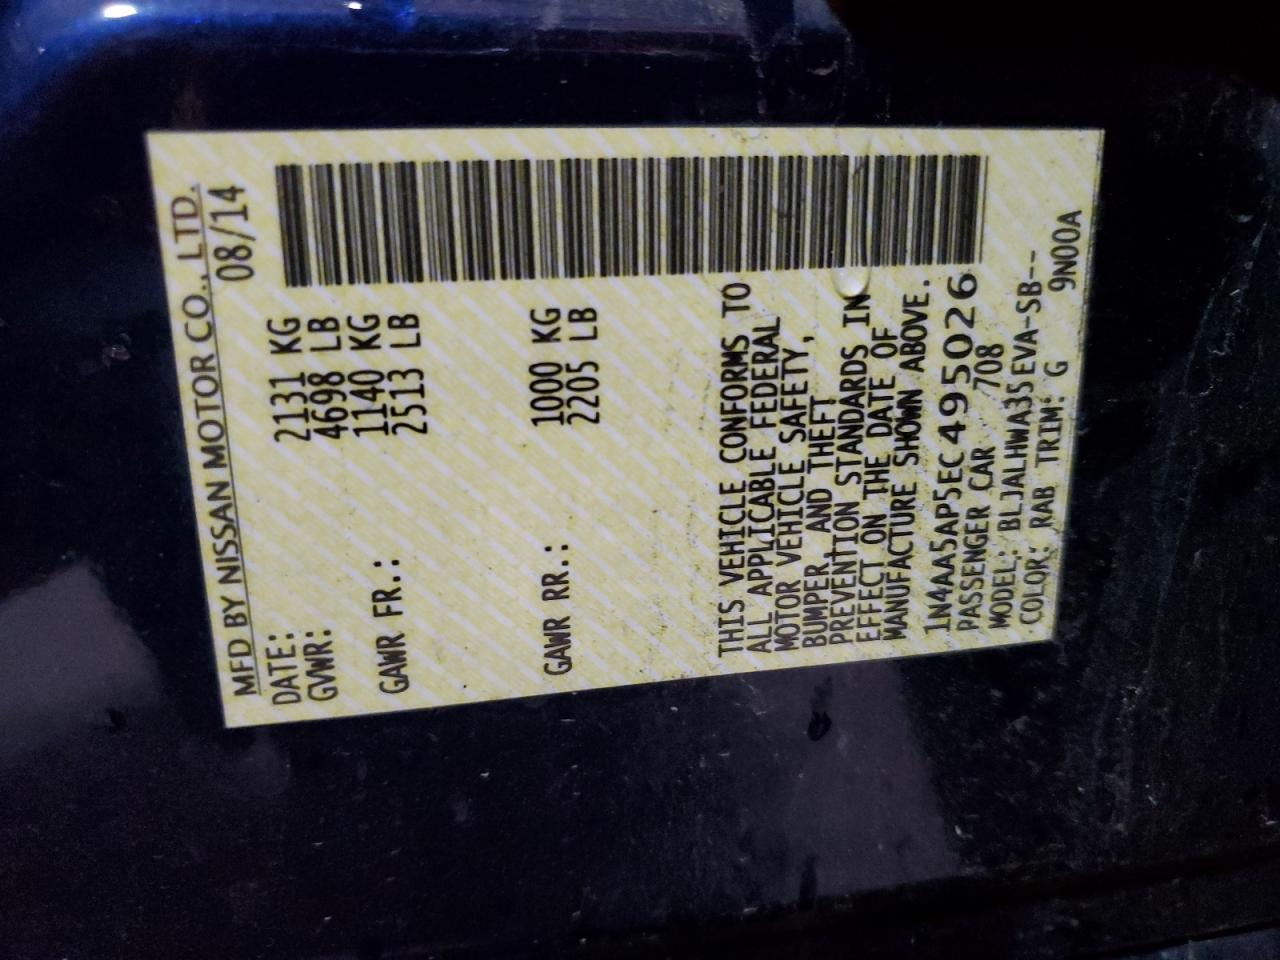 MFD BY NISSAN MOTOR CO., LTD.
DATE: 08/14
GVWR: 2131 KG
4698 LB
GAWR FR.: 1140 KG
2513 LB
GAWR RR.: 1000 KG
2205 LB
THIS VEHICLE CONFORMS TO
ALL APPLICABLE FEDERAL
MOTOR VEHICLE SAFETY,
BUMPER AND THEFT
PREVENTION STANDARDS IN
EFFECT ON THE DATE OF
MANUFACTURE SHOWN ABOVE.
1N4AA5AP5EC495026
PASSENGER CAR 708
MODEL: BLJALHWA35EVA-SB--
COLOR: RAB TRIM: G 9N00A